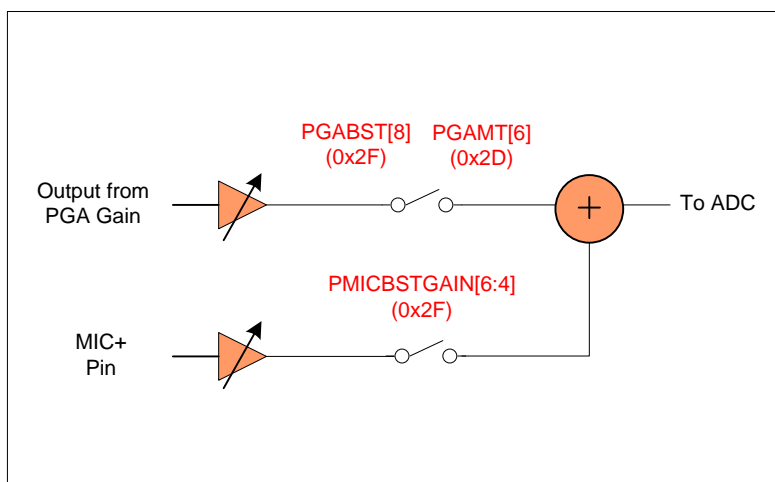 PGABST[8]
(0x2F)
PGAMT[6]
(0x2D)
Output from
PGA Gain
+
To ADC
PMICBSTGAIN[6:4]
(0x2F)
MIC+
Pin